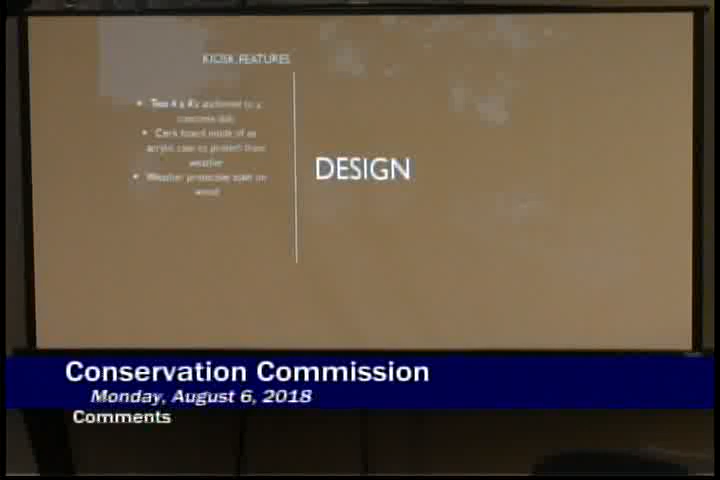 KIOSK FEATURES
• Two 4 x 4's anchored to a
concrete slab
• Cork board inside of an
acrylic case to protect from
weather
• Weather protective stain on
wood
DESIGN
Conservation Commission
Monday, August 6, 2018
Comments